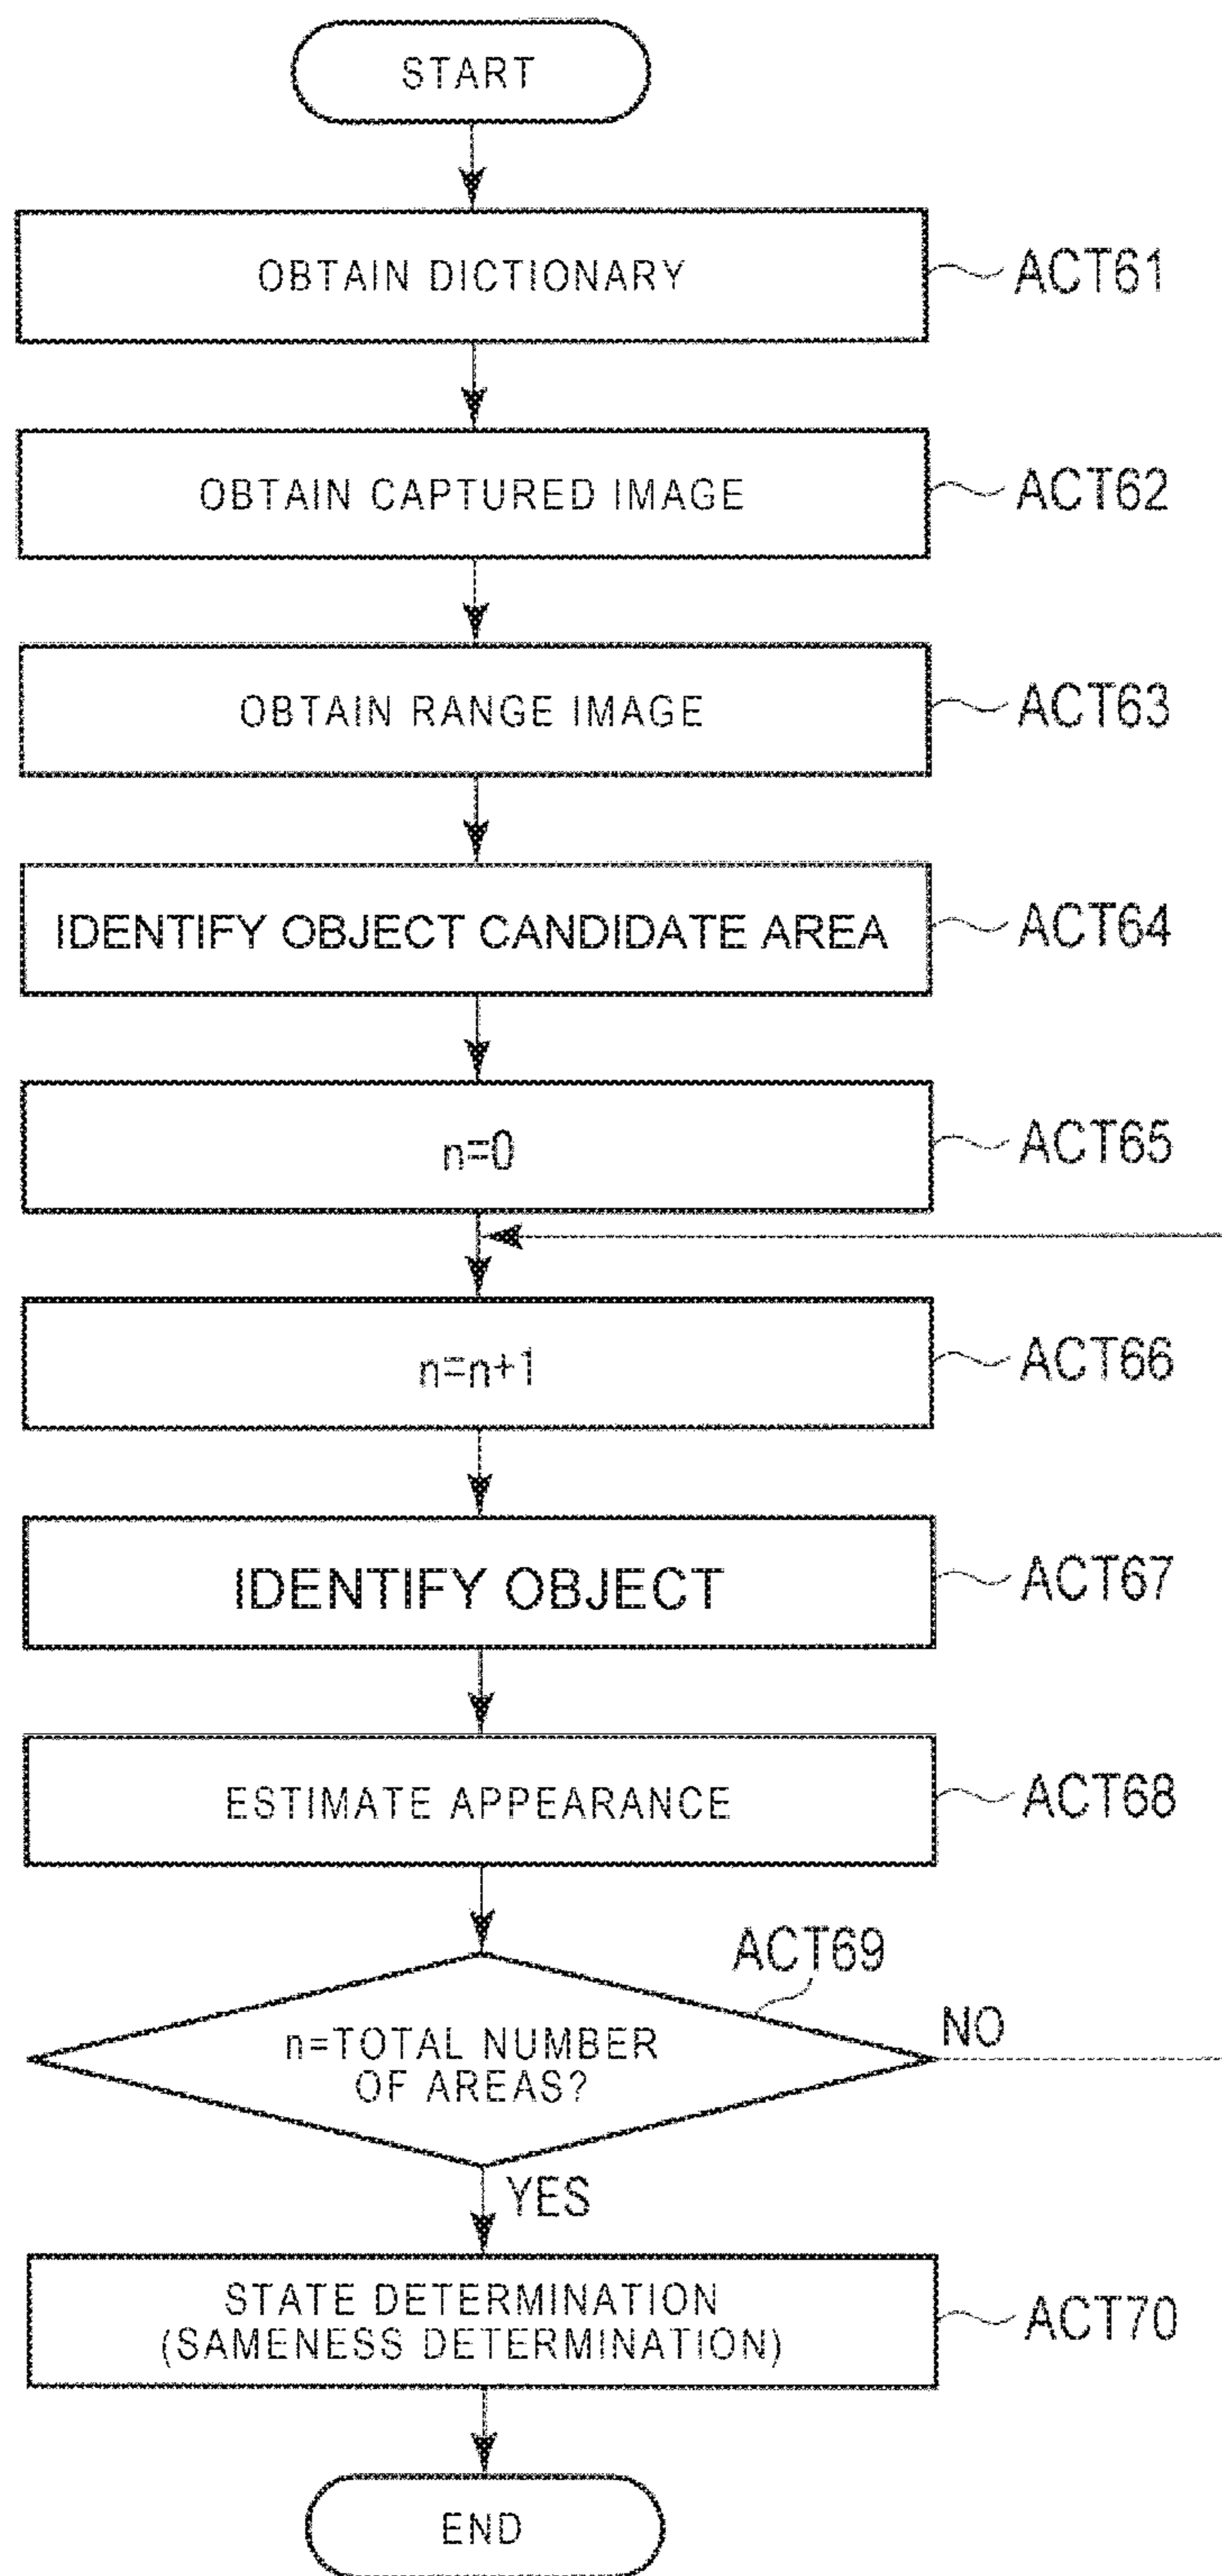 START
OBTAIN DICTIONARY
ACT61
OBTAIN CAPTURED IMAGE
ACT62
OBTAIN RANGE IMAGE
ACT63
IDENTIFY OBJECT CANDIDATE AREA
ACT64
n=0
ACT65
n=n+1
ACT66
IDENTIFY OBJECT
ACT67
ESTIMATE APPEARANCE
ACT68
ACT69
n=TOTAL NUMBER
OF AREAS?
NO
YES
STATE DETERMINATION
(SAMENESS DETERMINATION)
ACT70
END